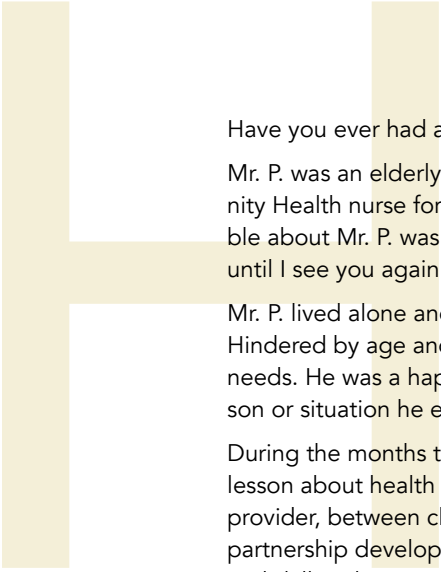 Have you ever had a
Mr. P. was an elderly
nity Health nurse for
ble about Mr. P. was
until I see you again
Mr. P. lived alone and
Hindered by age and
needs. He was a hap
son or situation he e
During the months t
lesson about health
provider, between cl
partnership develop